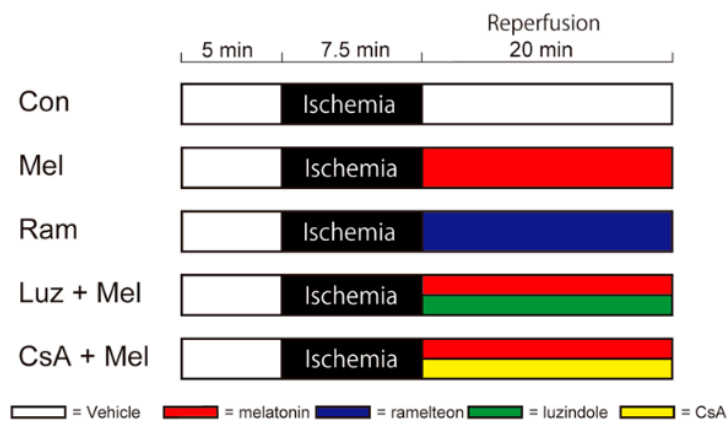 Reperfusion
5 min 7.5 min 20 min
Con Ischemia
Mel Ischemia
Ram Ischemia
Luz + Mel Ischemia
CsA + Mel Ischemia
= Vehicle = melatonin = ramelteon = luzindole = CsA